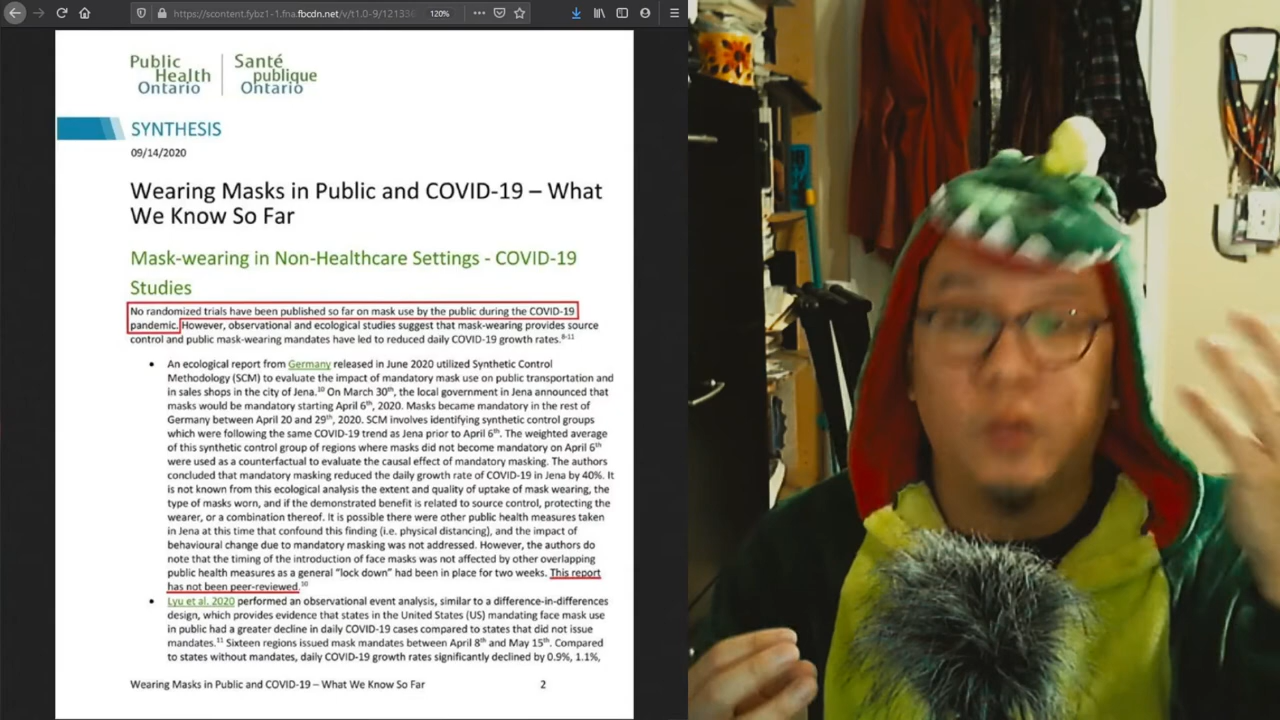 https://scontent.fybz1-1.fna.fbcdn.net/v/t1.0-9/121336
120%
Public Health Ontario
Santé publique Ontario
SYNTHESIS
09/14/2020
Wearing Masks in Public and COVID-19 – What
We Know So Far
Mask-wearing in Non-Healthcare Settings - COVID-19
Studies
No randomized trials have been published so far on mask use by the public during the COVID-19
pandemic. However, observational and ecological studies suggest that mask-wearing provides source
control and public mask-wearing mandates have led to reduced daily COVID-19 growth rates.⁸⁻¹¹
• An ecological report from Germany released in June 2020 utilized Synthetic Control
Methodology (SCM) to evaluate the impact of mandatory mask use on public transportation and
in sales shops in the city of Jena.¹⁰ On March 30ᵗʰ, the local government in Jena announced that
masks would be mandatory starting April 6ᵗʰ, 2020. Masks became mandatory in the rest of
Germany between April 20 and 29ᵗʰ, 2020. SCM involves identifying synthetic control groups
which were following the same COVID-19 trend as Jena prior to April 6ᵗʰ. The weighted average
of this synthetic control group of regions where masks did not become mandatory on April 6ᵗʰ
were used as a counterfactual to evaluate the causal effect of mandatory masking. The authors
concluded that mandatory masking reduced the daily growth rate of COVID in Jena by 40%. It
is not known from this ecological analysis the extent and quality of uptake of mask wearing, the
type of masks worn, and if the demonstrated benefit is related to source control, protecting the
wearer, or a combination thereof. It is possible there were other public health measures taken
in Jena at this time that confound this finding (i.e. physical distancing), and the impact of
behavioural change due to mandatory masking was not addressed. However, the authors do
note that the timing of the introduction of face masks was not affected by other overlapping
public health measures as a general “lock down” had been in place for two weeks. This report
has not been peer-reviewed.¹⁰
• Lyu et al. 2020 performed an observational event analysis, similar to a difference-in-differences
design, which provides evidence that states in the United States (US) mandating face mask use
in public had a greater decline in daily COVID-19 cases compared to states that did not issue
mandates.¹¹ Sixteen regions issued mask mandates between April 8ᵗʰ and May 15ᵗʰ. Compared
to states without mandates, daily COVID-19 growth rates significantly declined by 0.9%, 1.1%,
Wearing Masks in Public and COVID-19 – What We Know So Far 2